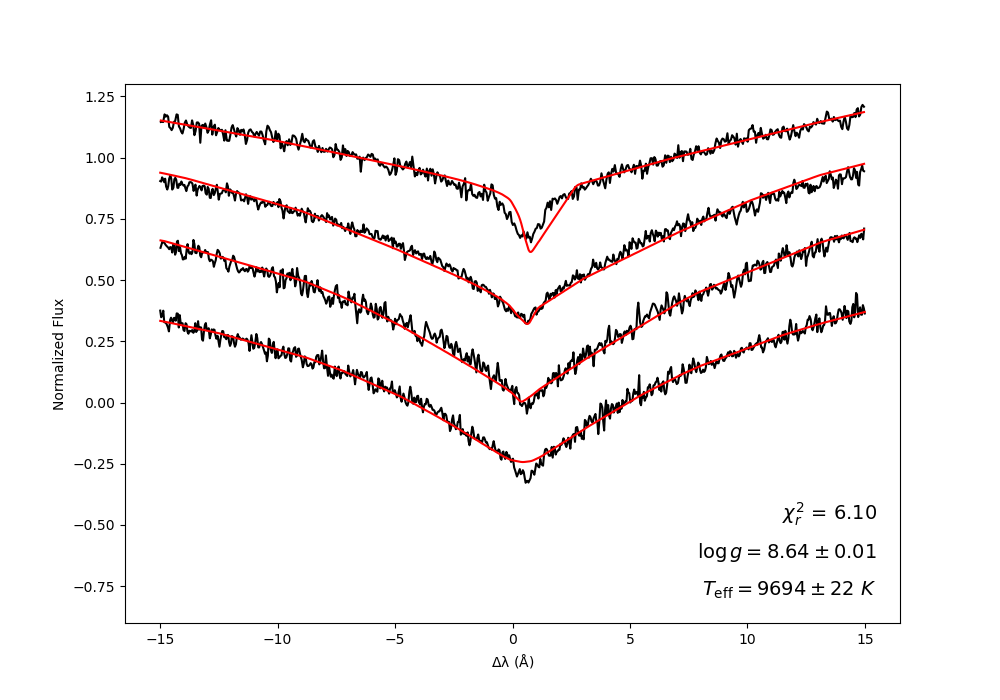 1.25
1.00
0.75
0.50
0.25
0.00
−0.25
−0.50
−0.75
Normalized Flux
χ²ᵣ = 6.10
log g = 8.64 ± 0.01
T_eff = 9694 ± 22 K
−15 −10 −5 0 5 10 15
Δλ (Å)